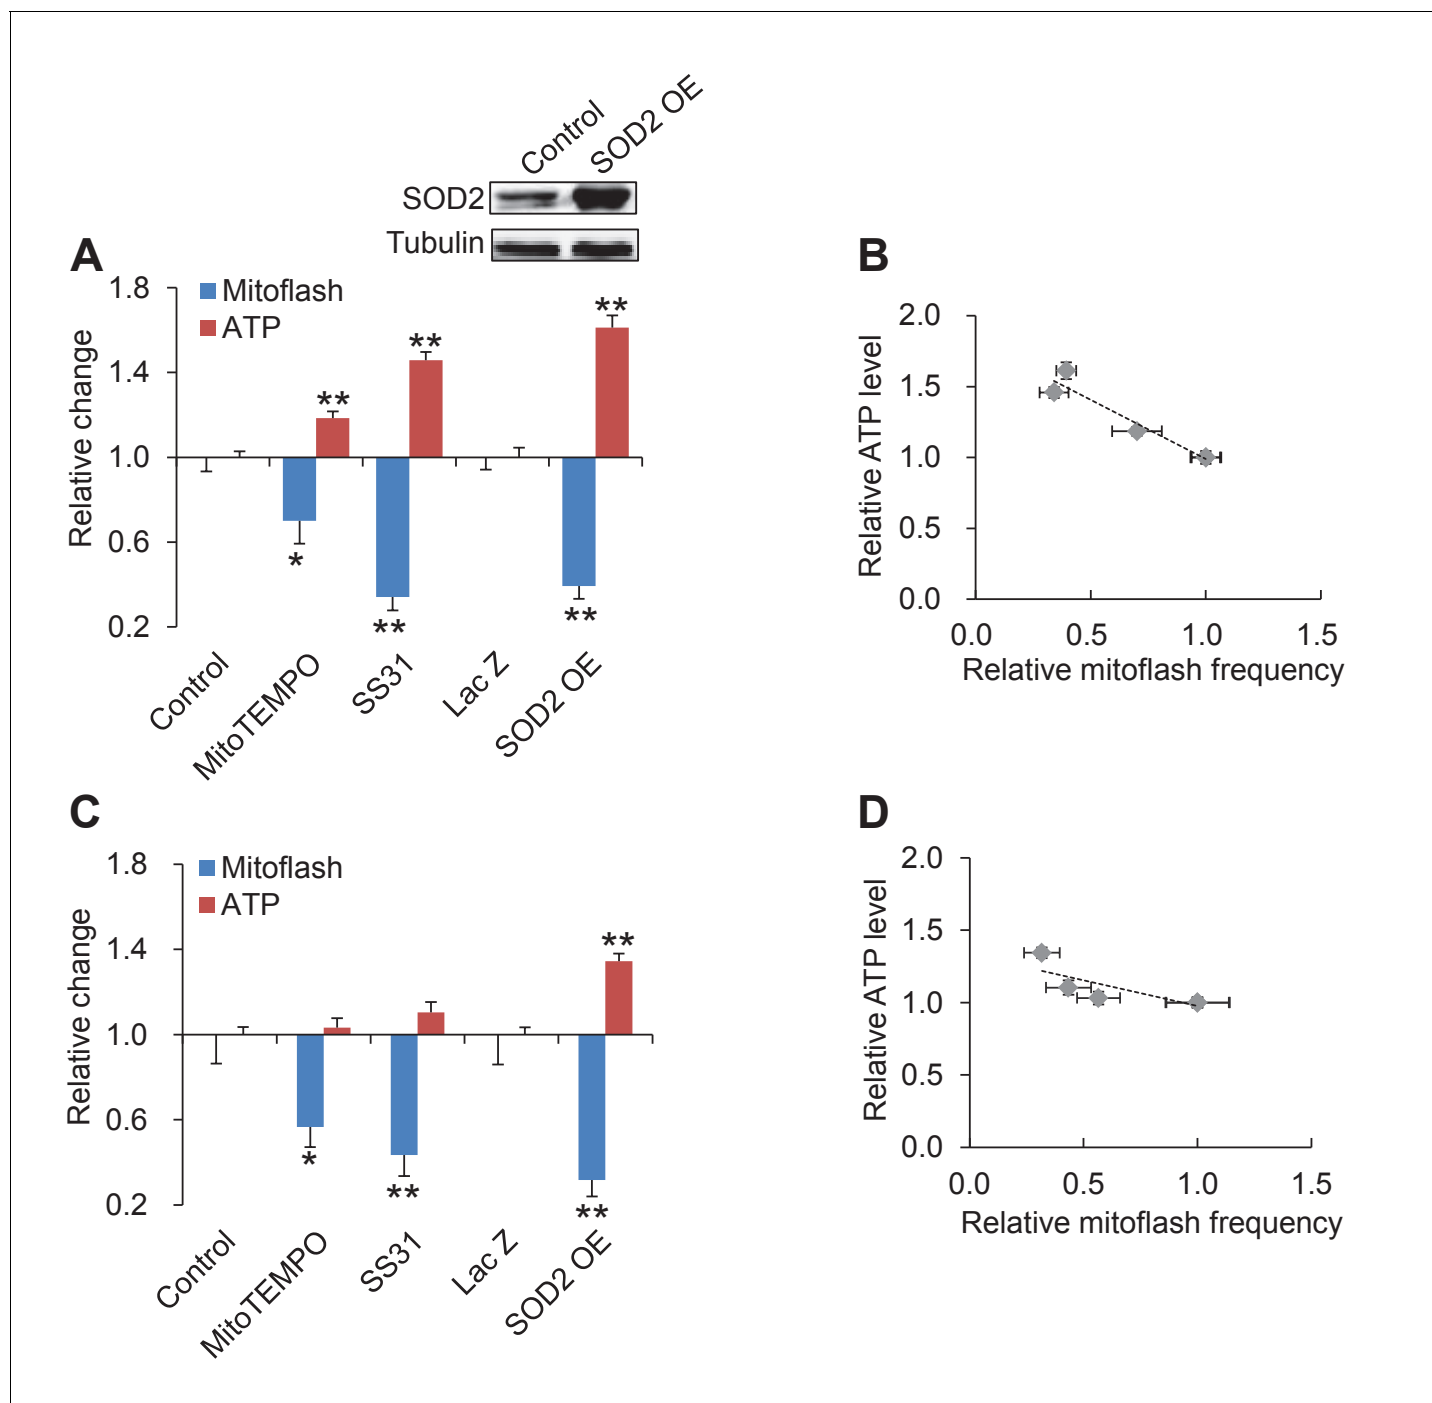 Control
SOD2 OE
SOD2
Tubulin
A
Mitoflash
ATP
Relative change
1.8
1.4
1.0
0.6
0.2
**
**
**
*
**
**
Control
MitoTEMPO
SS31
Lac Z
SOD2 OE
B
Relative ATP level
2.0
1.5
1.0
0.5
0.0
0.0 0.5 1.0 1.5
Relative mitoflash frequency
C
Mitoflash
ATP
Relative change
1.8
1.4
1.0
0.6
0.2
**
*
**
**
Control
MitoTEMPO
SS31
Lac Z
SOD2 OE
D
Relative ATP level
2.0
1.5
1.0
0.5
0.0
0.0 0.5 1.0 1.5
Relative mitoflash frequency